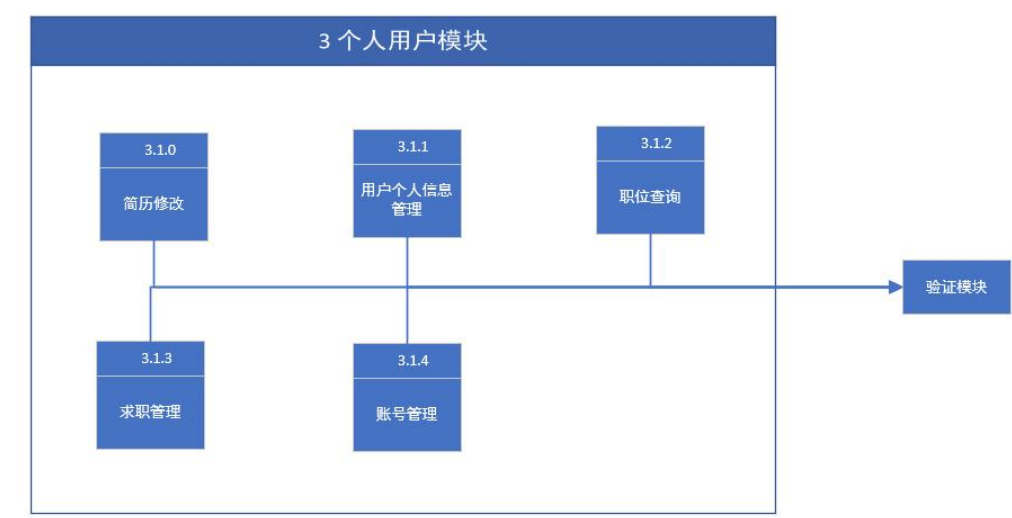 3 个人用户模块
3.1.0
简历修改
3.1.1
用户个人信息
管理
3.1.2
职位查询
验证模块
3.1.3
求职管理
3.1.4
账号管理